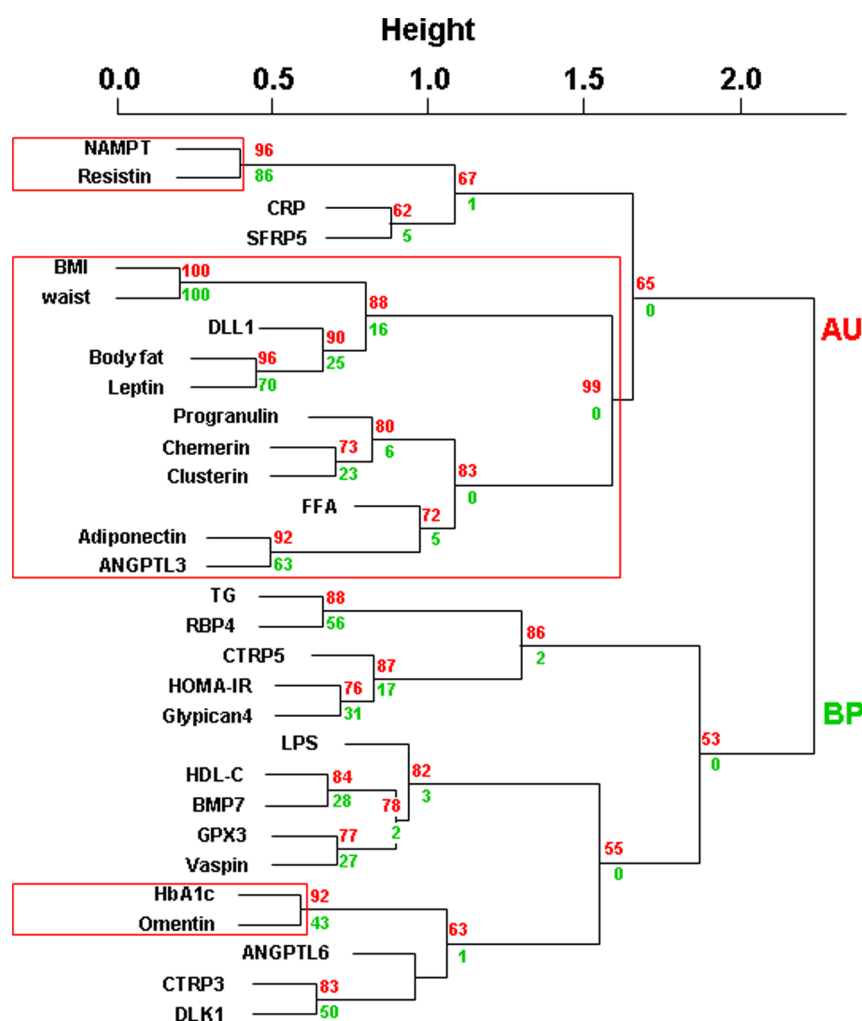 Height
0.0 0.5 1.0 1.5 2.0
NAMPT 96
Resistin 86
67
1
CRP 62
SFRP5 5
BMI 100
waist 100
65
0
AU
88
16
DLL1 90
25
Body fat 96
Leptin 70
99
0
Progranulin 80
6
Chemerin 73
Clusterin 23
83
0
FFA 72
5
Adiponectin 92
ANGPTL3 63
TG 88
RBP4 56
86
2
CTRP5 87
17
HOMA-IR 76
Glypican4 31
BP
53
0
LPS 82
3
HDL-C 84
BMP7 28
78
2
GPX3 77
Vaspin 27
55
0
HbA1c 92
Omentin 43
63
1
ANGPTL6
CTRP3 83
DLK1 50